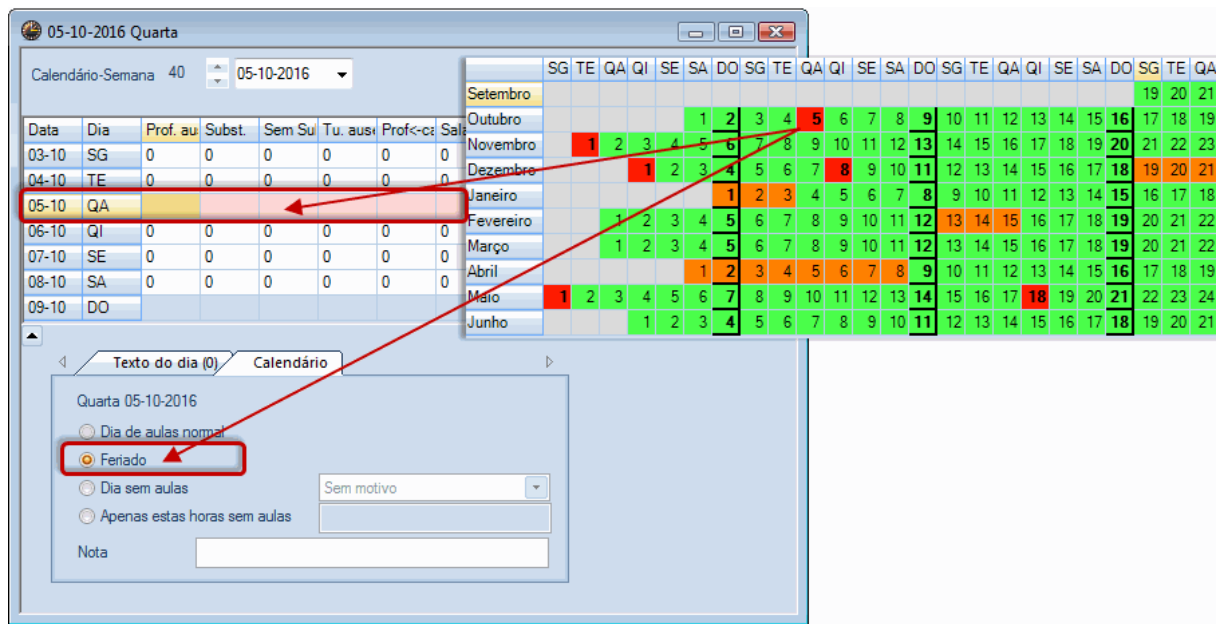 05-10-2016 Quarta
Calendário-Semana 40 05-10-2016
Data Dia Prof. au Subst. Sem Su Tu. ause Prof<-ca Sala
03-10 SG 0 0 0 0 0 0
04-10 TE 0 0 0 0 0 0
05-10 QA
06-10 QI 0 0 0 0 0 0
07-10 SE 0 0 0 0 0 0
08-10 SA 0 0 0 0 0 0
09-10 DO
SG TE QA QI SE SA DO SG TE QA QI SE SA DO SG TE QA QI SE SA DO SG TE QA
Setembro 19 20 21
Outubro 1 2 3 4 5 6 7 8 9 10 11 12 13 14 15 16 17 18 19
Novembro 1 2 3 4 5 6 7 8 9 10 11 12 13 14 15 16 17 18 19 20 21 22 23
Dezembro 1 2 3 4 5 6 7 8 9 10 11 12 13 14 15 16 17 18 19 20 21
Janeiro 1 2 3 4 5 6 7 8 9 10 11 12 13 14 15 16 17 18
Fevereiro 1 2 3 4 5 6 7 8 9 10 11 12 13 14 15 16 17 18 19 20 21 22
Março 1 2 3 4 5 6 7 8 9 10 11 12 13 14 15 16 17 18 19 20 21 22
Abril 1 2 3 4 5 6 7 8 9 10 11 12 13 14 15 16 17 18 19
Maio 1 2 3 4 5 6 7 8 9 10 11 12 13 14 15 16 17 18 19 20 21 22 23 24
Junho 1 2 3 4 5 6 7 8 9 10 11 12 13 14 15 16 17 18 19 20 21
Texto do dia (0) Calendário
Quarta 05-10-2016
Dia de aulas normal
Feriado
Dia sem aulas Sem motivo
Apenas estas horas sem aulas
Nota